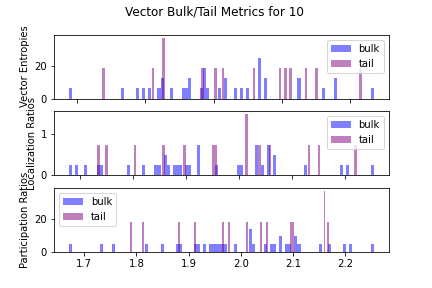 Vector Bulk/Tail Metrics for 10
Vector Entropies
20
0
bulk
tail
Localization Ratios
1
0
bulk
tail
Participation Ratios
20
0
bulk
tail
1.7 1.8 1.9 2.0 2.1 2.2